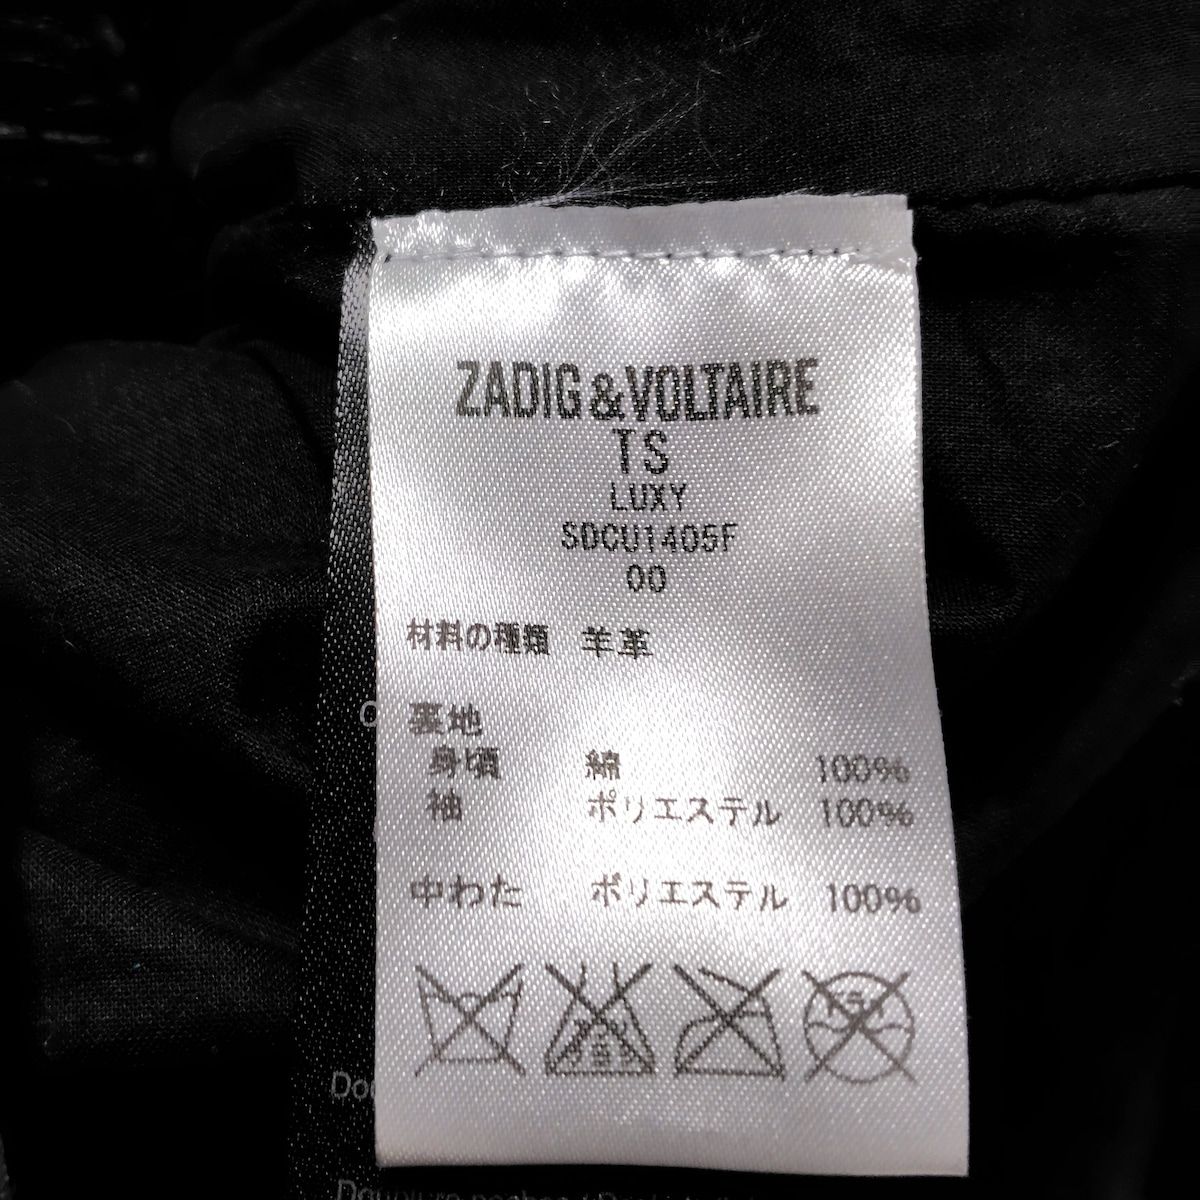 ZADIG&VOLTAIRE
TS
LUXY
SDCU1405F
00
材料の種類 羊革
裏地
身頃 綿 100%
袖 ポリエステル 100%
中わた ポリエステル 100%